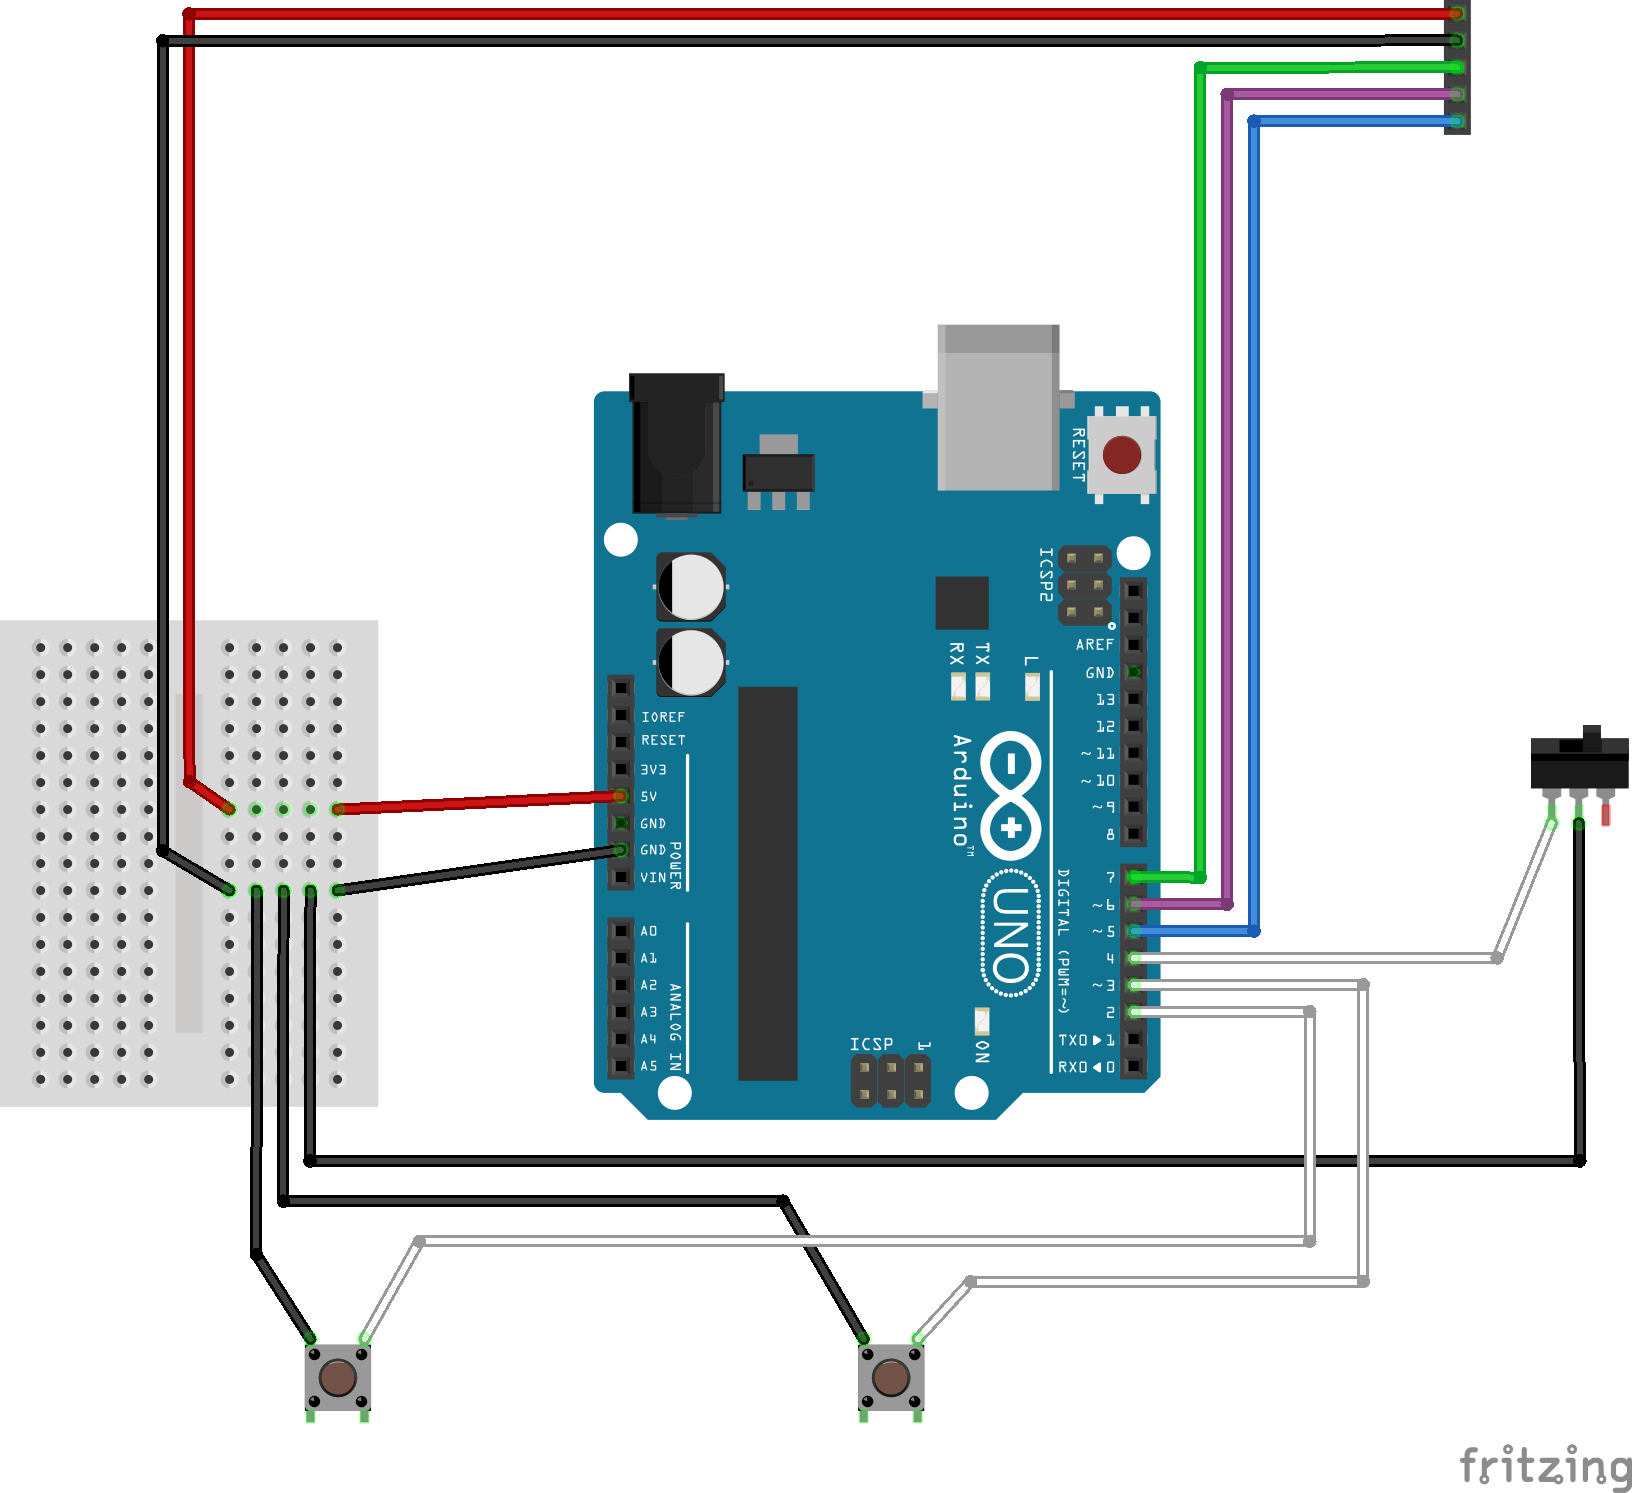 RESET
ICSP2
RX
TX
L
AREF
GND
13
12
~11
~10
~9
8
IOREF
RESET
3V3
5V
GND
GND
VIN
POWER
Arduino™
UNO
DIGITAL (PWM=~)
7
~6
~5
4
~3
2
TX0▶1
RX0◀0
A0
A1
A2
A3
A4
A5
ANALOG IN
ICSP
1
ON
fritzing